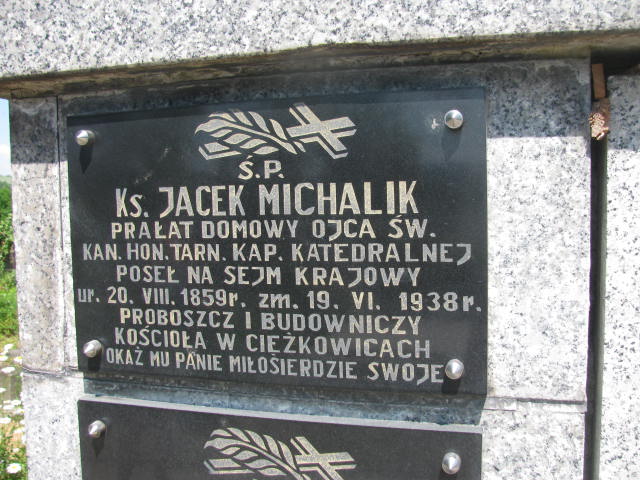 Ś.P.
Ks. JACEK MICHALIK
PRAŁAT DOMOWY OJCA ŚW.
KAN. HON. TARN. KAP. KATEDRALNEJ
POSEŁ NA SEJM KRAJOWY
ur. 20. VIII. 1859r. zm. 19. VI. 1938r.
PROBOSZCZ I BUDOWNICZY
KOŚCIOŁA W CIĘŻKOWICACH
OKAŻ MU PANIE MIŁOSIERDZIE SWOJE